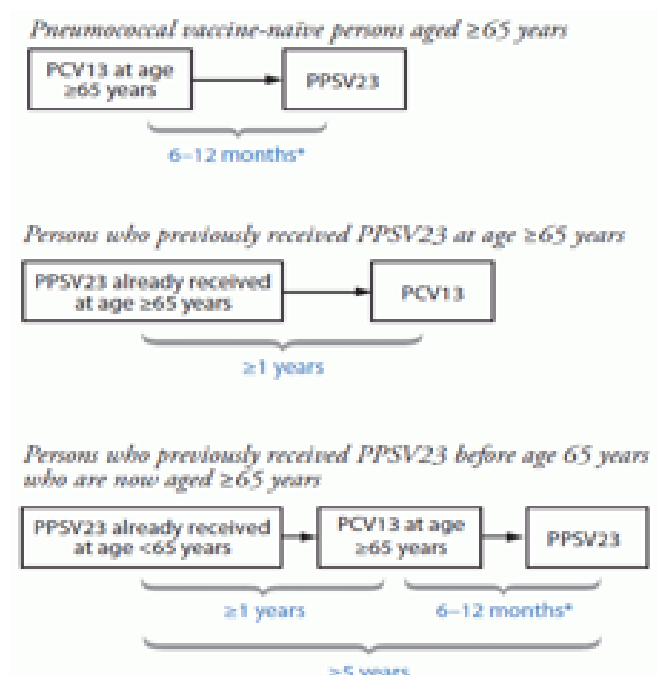 Pneumococcal vaccine-naïve persons aged ≥65 years
PCV13 at age
≥65 years
PPSV23
6–12 months*
Persons who previously received PPSV23 at age ≥65 years
PPSV23 already received
at age ≥65 years
PCV13
≥1 years
Persons who previously received PPSV23 before age 65 years
who are now aged ≥65 years
PPSV23 already received
at age <65 years
PCV13 at age
≥65 years
PPSV23
≥1 years
6–12 months*
≥5 years